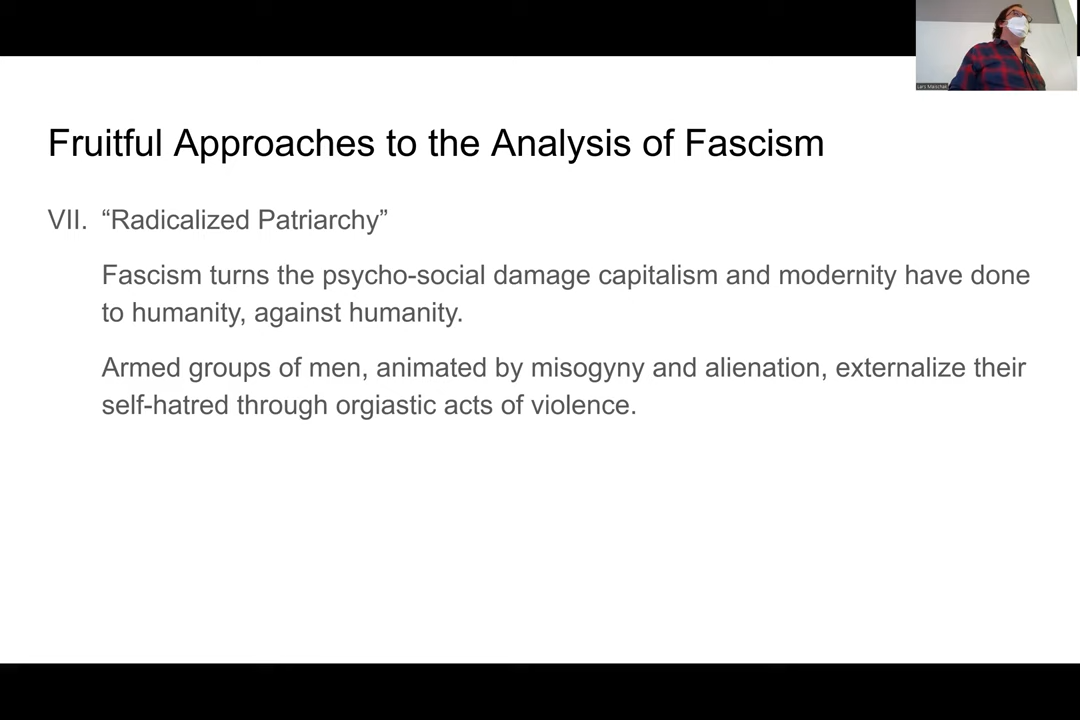 Fruitful Approaches to the Analysis of Fascism
VII. “Radicalized Patriarchy”
Fascism turns the psycho-social damage capitalism and modernity have done
to humanity, against humanity.
Armed groups of men, animated by misogyny and alienation, externalize their
self-hatred through orgiastic acts of violence.